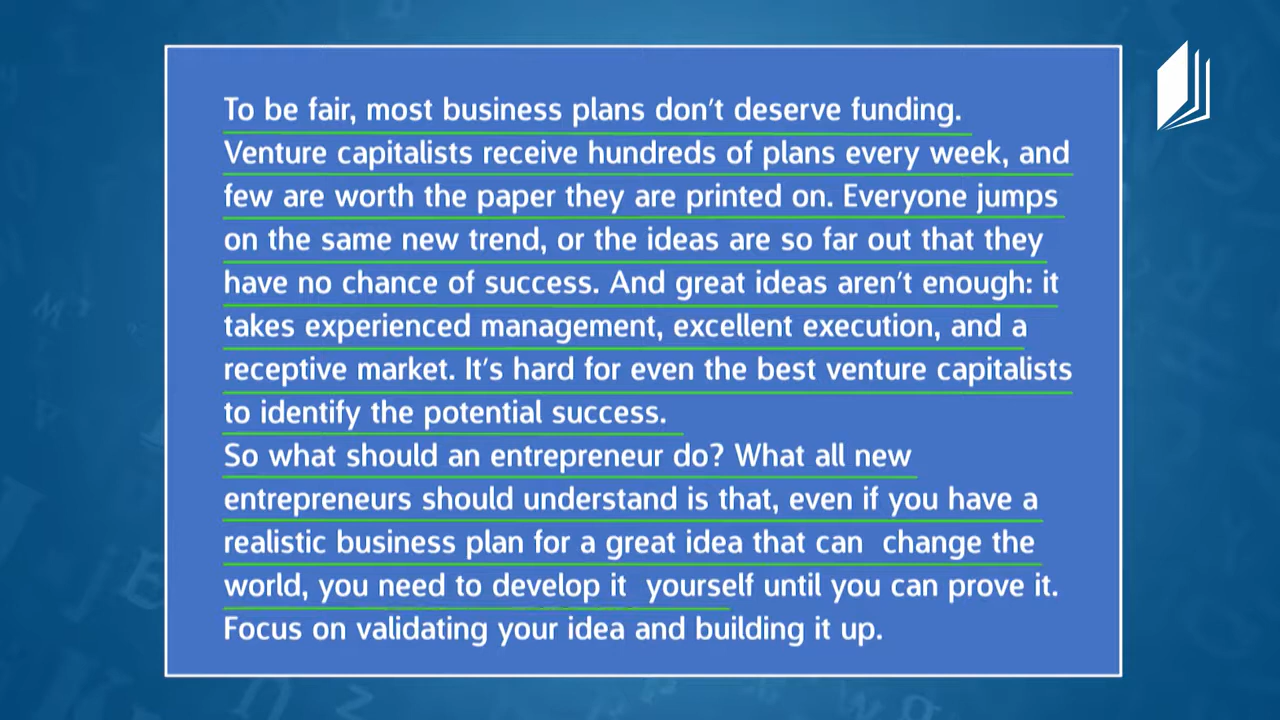 To be fair, most business plans don't deserve funding.
Venture capitalists receive hundreds of plans every week, and
few are worth the paper they are printed on. Everyone jumps
on the same new trend, or the ideas are so far out that they
have no chance of success. And great ideas aren't enough: it
takes experienced management, excellent execution, and a
receptive market. It's hard for even the best venture capitalists
to identify the potential success.
So what should an entrepreneur do? What all new
entrepreneurs should understand is that, even if you have a
realistic business plan for a great idea that can  change the
world, you need to develop it  yourself until you can prove it.
Focus on validating your idea and building it up.